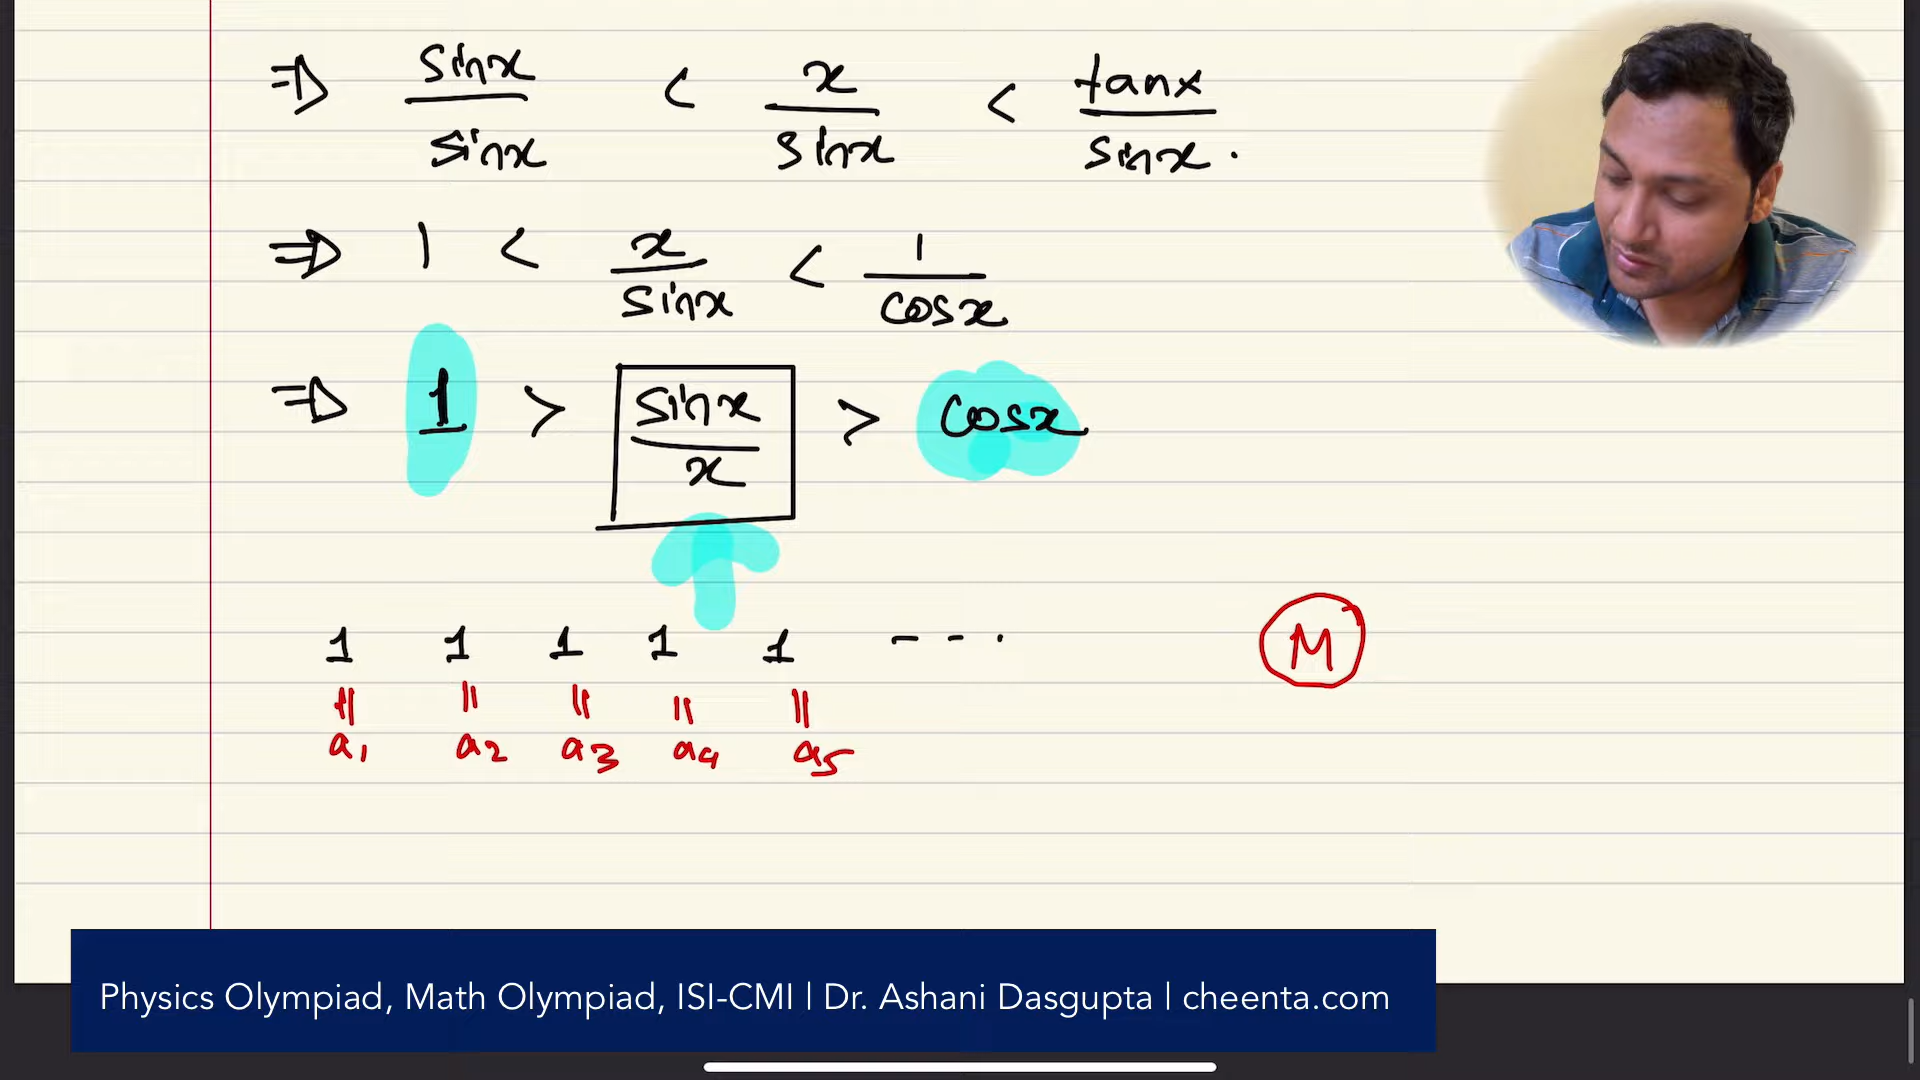 ⇒ sinx/sinx < x/sinx < tanx/sinx.
⇒ 1 < x/sinx < 1/cosx
⇒ 1 > sinx/x > cosx
1 1 1 1 1 - - ·
M
|| || || || ||
a₁ a₂ a₃ a₄ a₅
Physics Olympiad, Math Olympiad, ISI-CMI | Dr. Ashani Dasgupta | cheenta.com